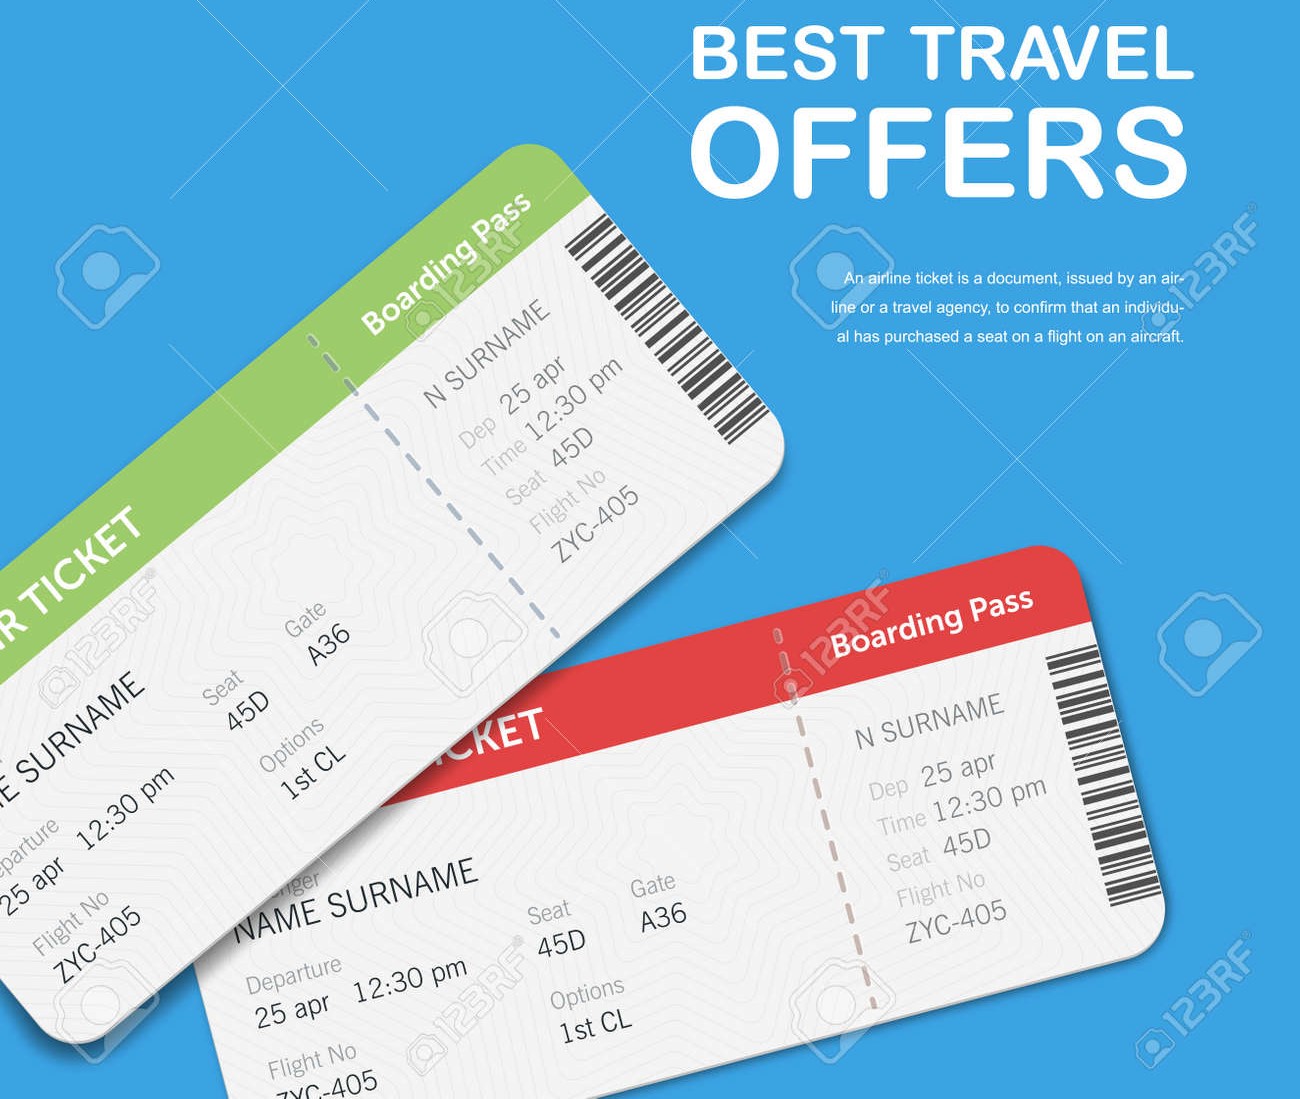 BEST TRAVEL
OFFERS
An airline ticket is a document, issued by an air-
line or a travel agency, to confirm that an individu-
al has purchased a seat on a flight on an aircraft.
TICKET
Boarding Pass
N SURNAME
Dep 25 apr
Time 12:30 pm
Seat 45D
Flight No
ZYC-405
Gate
A36
Seat
45D
Options
1st CL
SURNAME
25 apr 12:30 pm
Flight No
ZYC-405
Boarding Pass
N SURNAME
Dep 25 apr
Time 12:30 pm
Seat 45D
Flight No
ZYC-405
NAME SURNAME
Seat
45D
Gate
A36
Departure
25 apr 12:30 pm
Options
1st CL
Flight No
ZYC-405
123RF